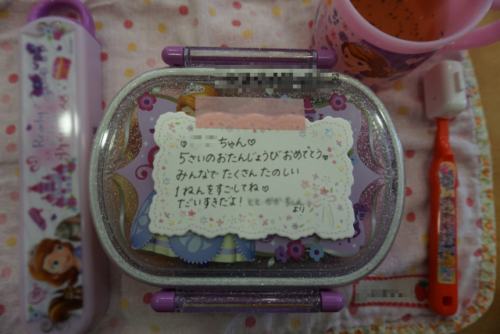 ♡ちゃん♡
5さいのおたんじょうびおめでとう♥
みんなでたくさんたのしい
1ねんをすごしてね♡
だいすきだよ!
より